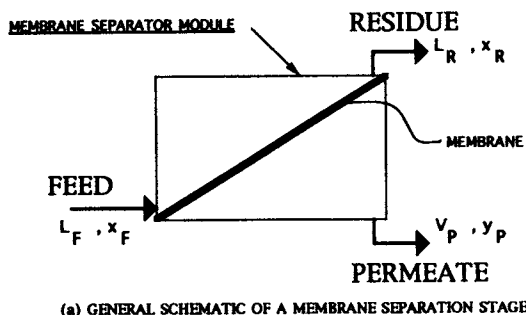 MEMBRANE SEPARATOR MODULE
RESIDUE
L_R , x_R
MEMBRANE
FEED
L_F , x_F
V_P , y_P
PERMEATE
(a) GENERAL SCHEMATIC OF A MEMBRANE SEPARATION STAGE